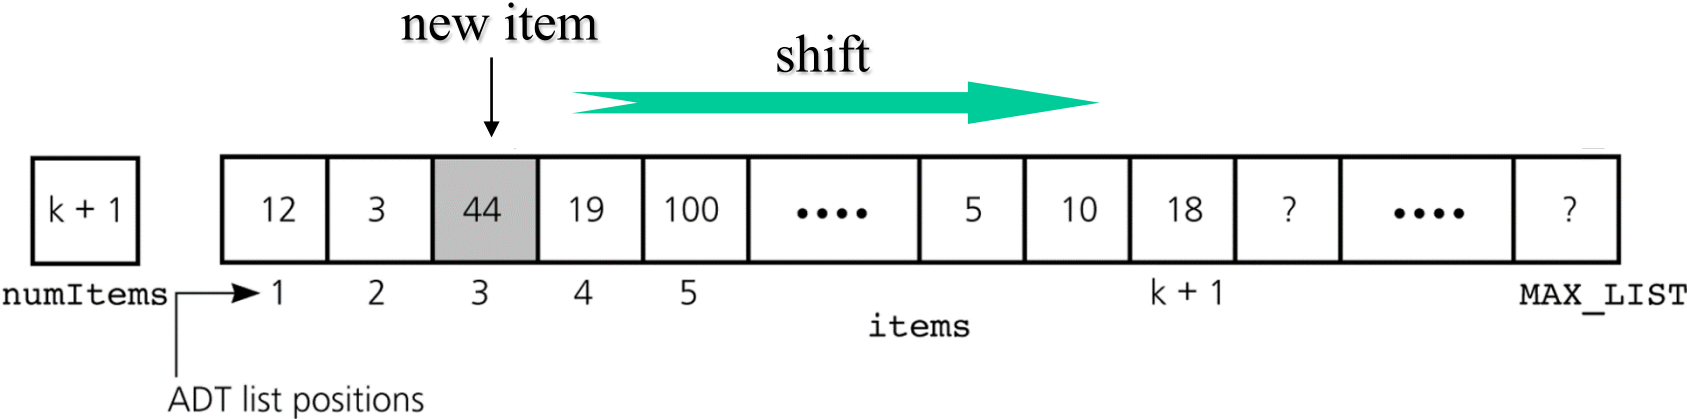 new item
shift
k + 1 12 3 44 19 100 •••• 5 10 18 ? •••• ?
numItems 1 2 3 4 5 k + 1 MAX_LIST
items
ADT list positions